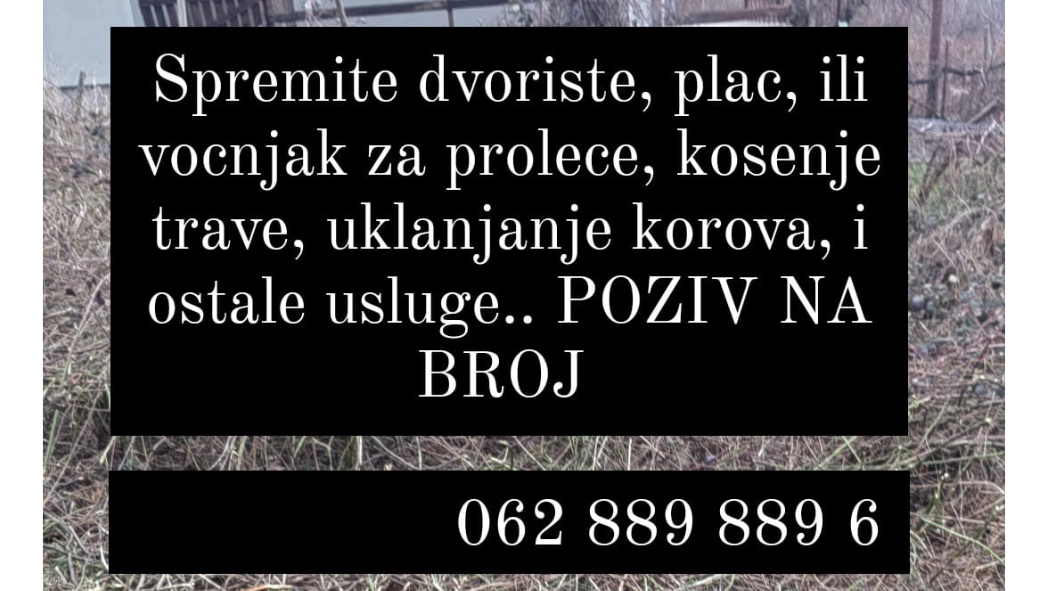 Spremite dvoriste, plac, ili
vocnjak za prolece, kosenje
trave, uklanjanje korova, i
ostale usluge.. POZIV NA
BROJ
062 889 889 6